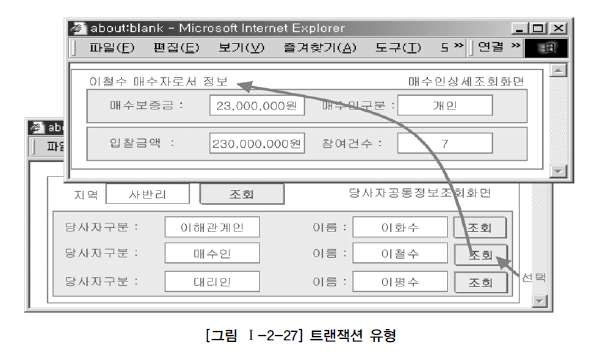 about:blank - Microsoft Internet Explorer
파일(F) 편집(E) 보기(V) 즐겨찾기(A) 도구(T) 5 » 연결 »
이철수 매수자로서 정보 매수인상세조회화면
매수보증금 : 23,000,000원 매수인구분 : 개인
입찰금액 : 230,000,000원 참여건수 : 7
지역 사반리 조회 당사자공통정보조회화면
당사자구분 : 이해관계인 이름 : 이화수 조회
당사자구분 : 매수인 이름 : 이철수 조회
당사자구분 : 대리인 이름 : 이명수 조회
선택
[그림 Ⅰ-2-27] 트랜잭션 유형